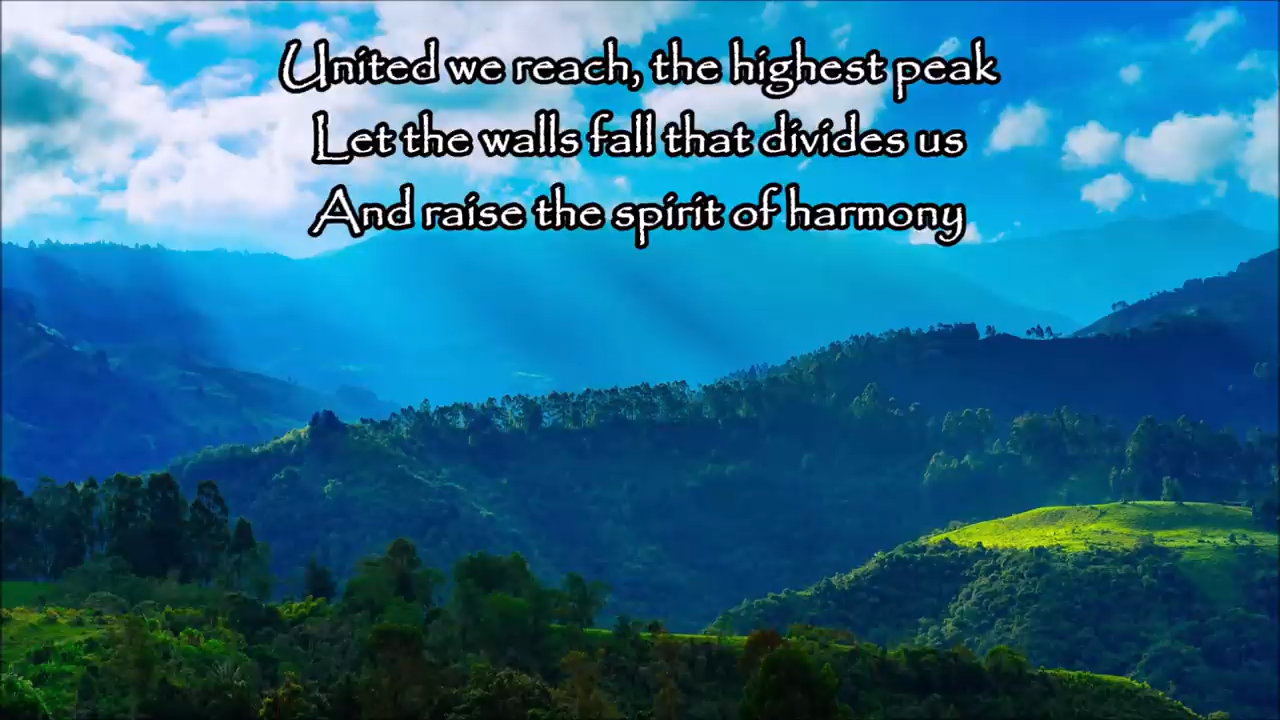 United we reach, the highest peak
Let the walls fall that divides us
And raise the spirit of harmony